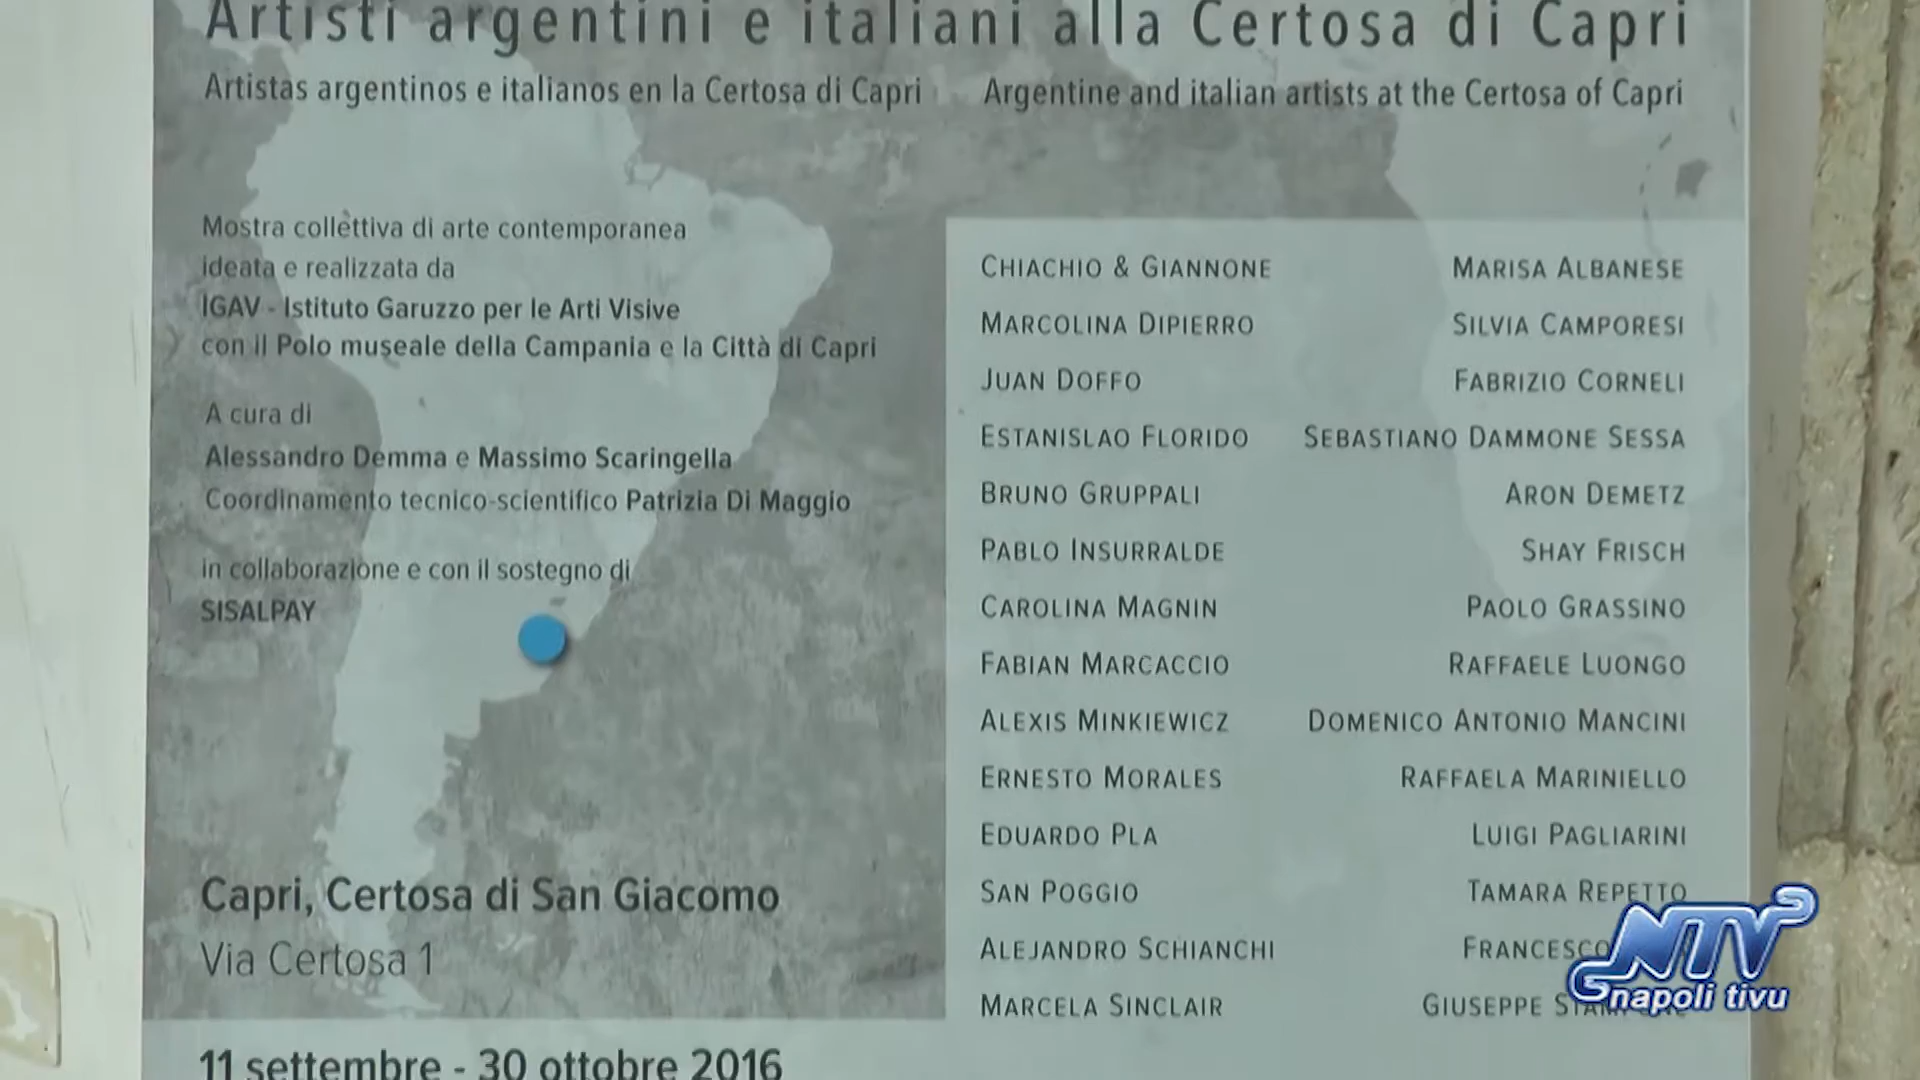 Artisti argentini e italiani alla Certosa di Capri
Artistas argentinos e italianos en la Certosa di Capri
Argentine and italian artists at the Certosa of Capri
Mostra collettiva di arte contemporanea
ideata e realizzata da
IGAV - Istituto Garuzzo per le Arti Visive
con il Polo museale della Campania e la Città di Capri
A cura di
Alessandro Demma e Massimo Scaringella
Coordinamento tecnico-scientifico Patrizia Di Maggio
in collaborazione e con il sostegno di
SISALPAY
Capri, Certosa di San Giacomo
Via Certosa 1
11 settembre - 30 ottobre 2016
CHIACHIO & GIANNONE
MARCOLINA DIPIERRO
JUAN DOFFO
ESTANISLAO FLORIDO
BRUNO GRUPPALI
PABLO INSURRALDE
CAROLINA MAGNIN
FABIAN MARCACCIO
ALEXIS MINKIEWICZ
ERNESTO MORALES
EDUARDO PLA
SAN POGGIO
ALEJANDRO SCHIANCHI
MARCELA SINCLAIR
MARISA ALBANESE
SILVIA CAMPORESI
FABRIZIO CORNELI
SEBASTIANO DAMMONE SESSA
ARON DEMETZ
SHAY FRISCH
PAOLO GRASSINO
RAFFAELE LUONGO
DOMENICO ANTONIO MANCINI
RAFFAELA MARINIELLO
LUIGI PAGLIARINI
TAMARA REPETTO
FRANCESCO
GIUSEPPE
NTV
napoli tivu